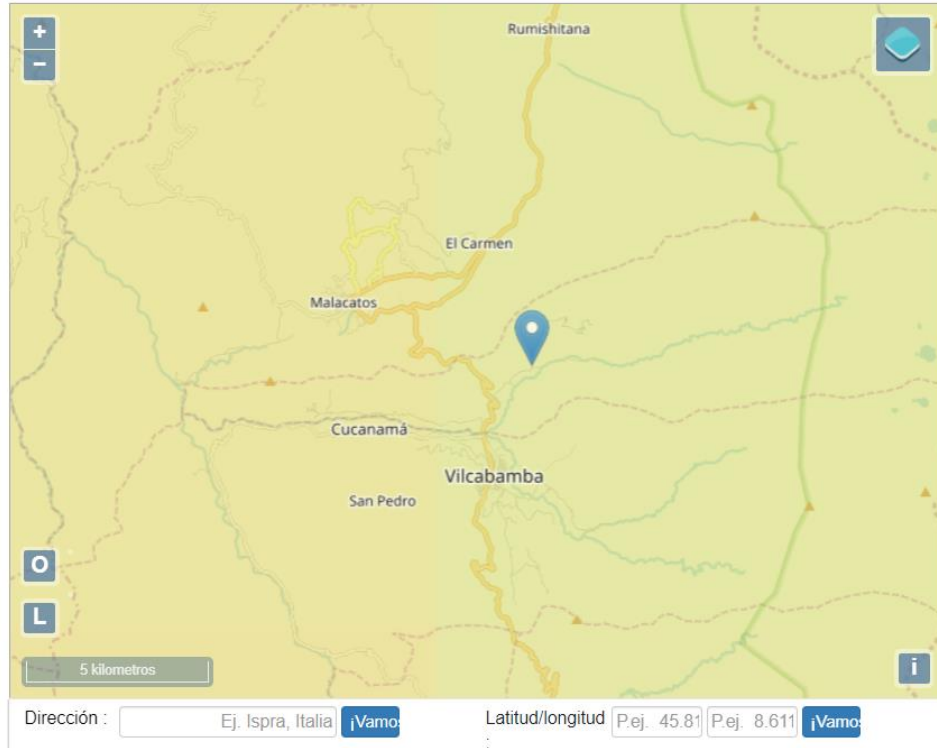 +
Rumishitana
−
El Carmen
Malacatos
Cucanamá
Vilcabamba
San Pedro
O
L
5 kilometros
i
Dirección : Ej. Ispra, Italia ¡Vamos Latitud/longitud P.ej. 45.81 P.ej. 8.611 ¡Vamos
: